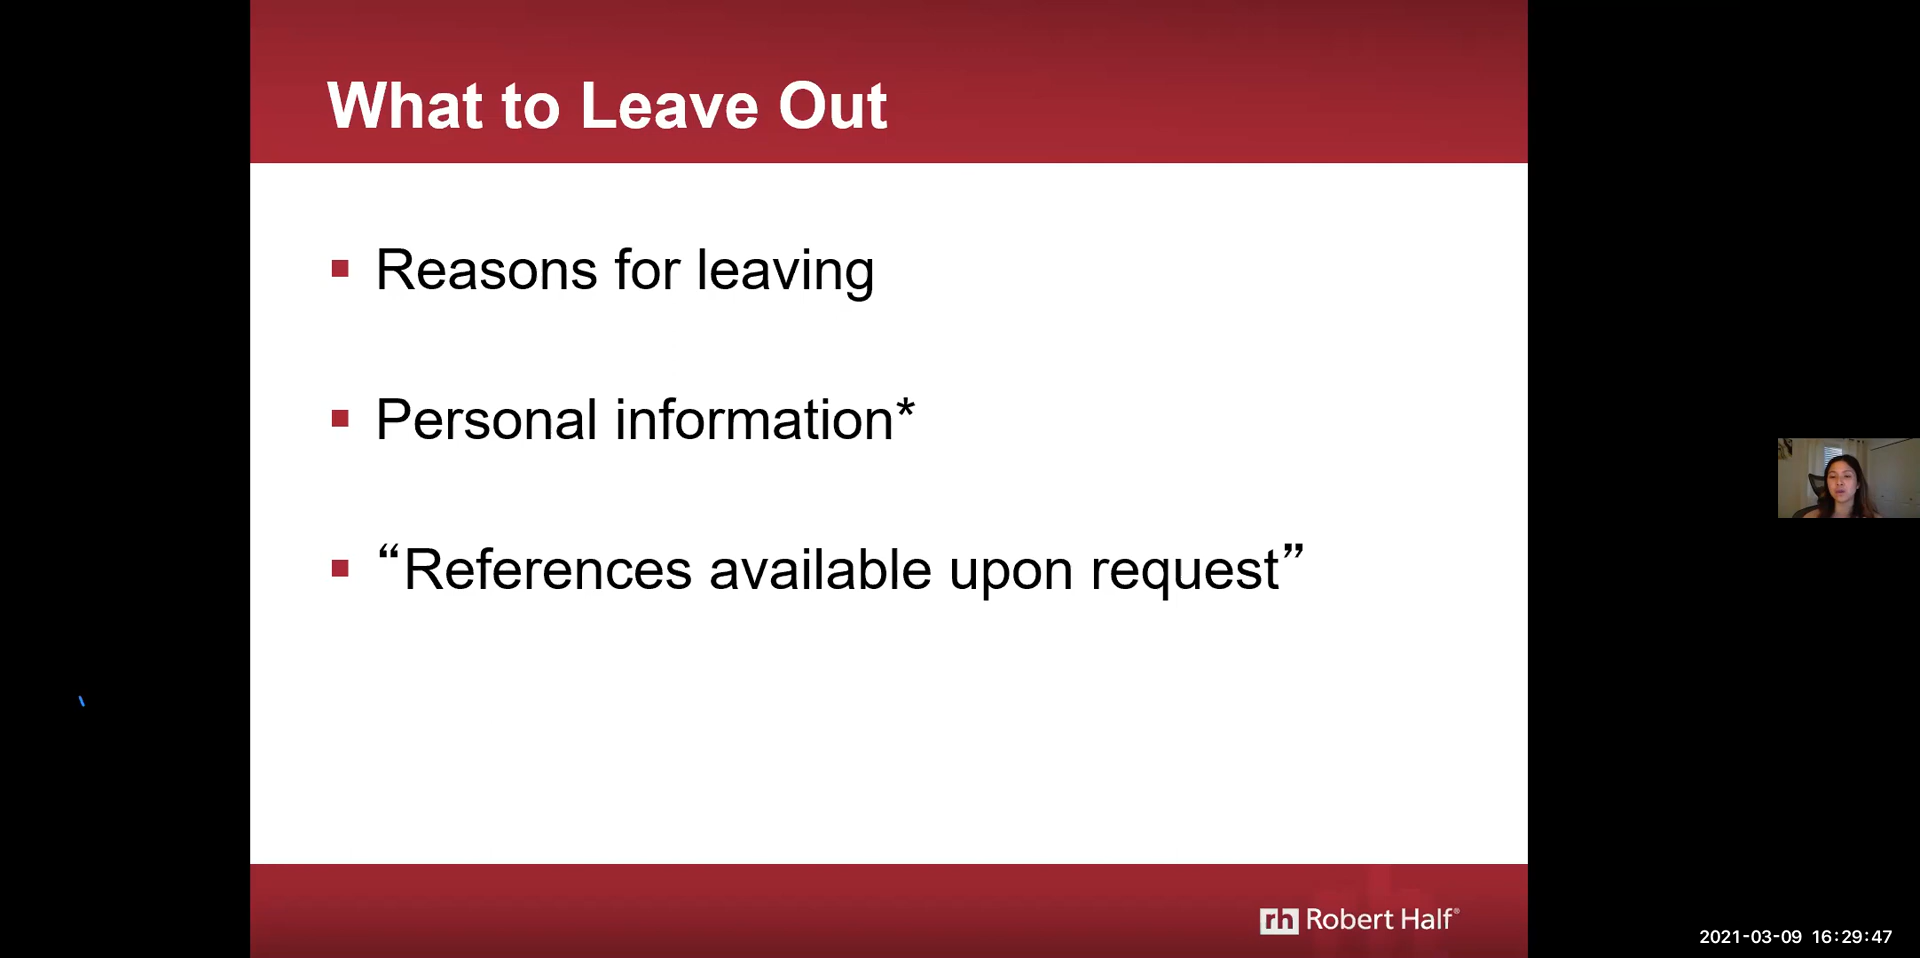 What to Leave Out
▪ Reasons for leaving
▪ Personal information*
▪ “References available upon request”
rh Robert Half®
2021-03-09 16:29:47